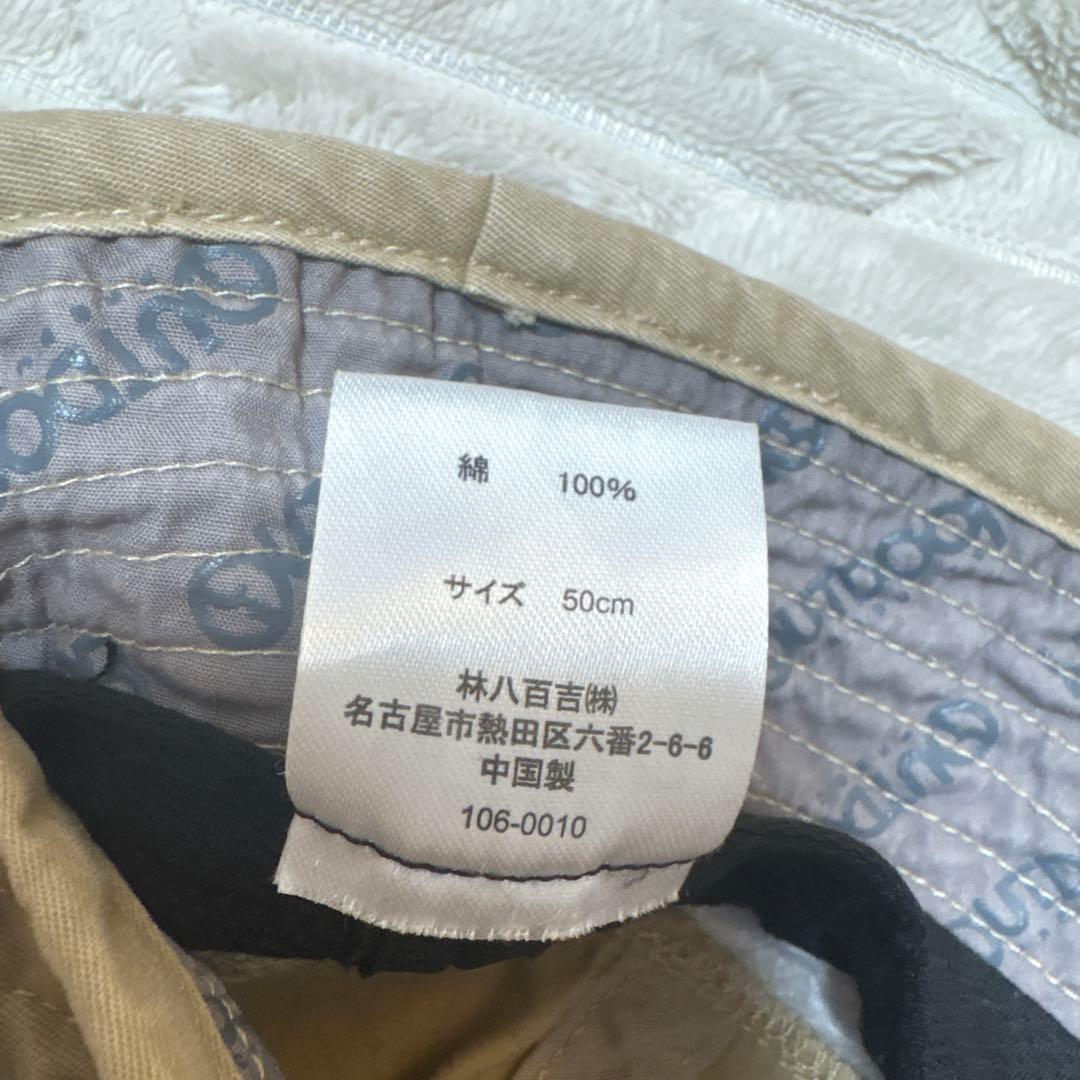 綿 100%
サイズ 50cm
林八百吉㈱
名古屋市熱田区六番2-6-6
中国製
106-0010